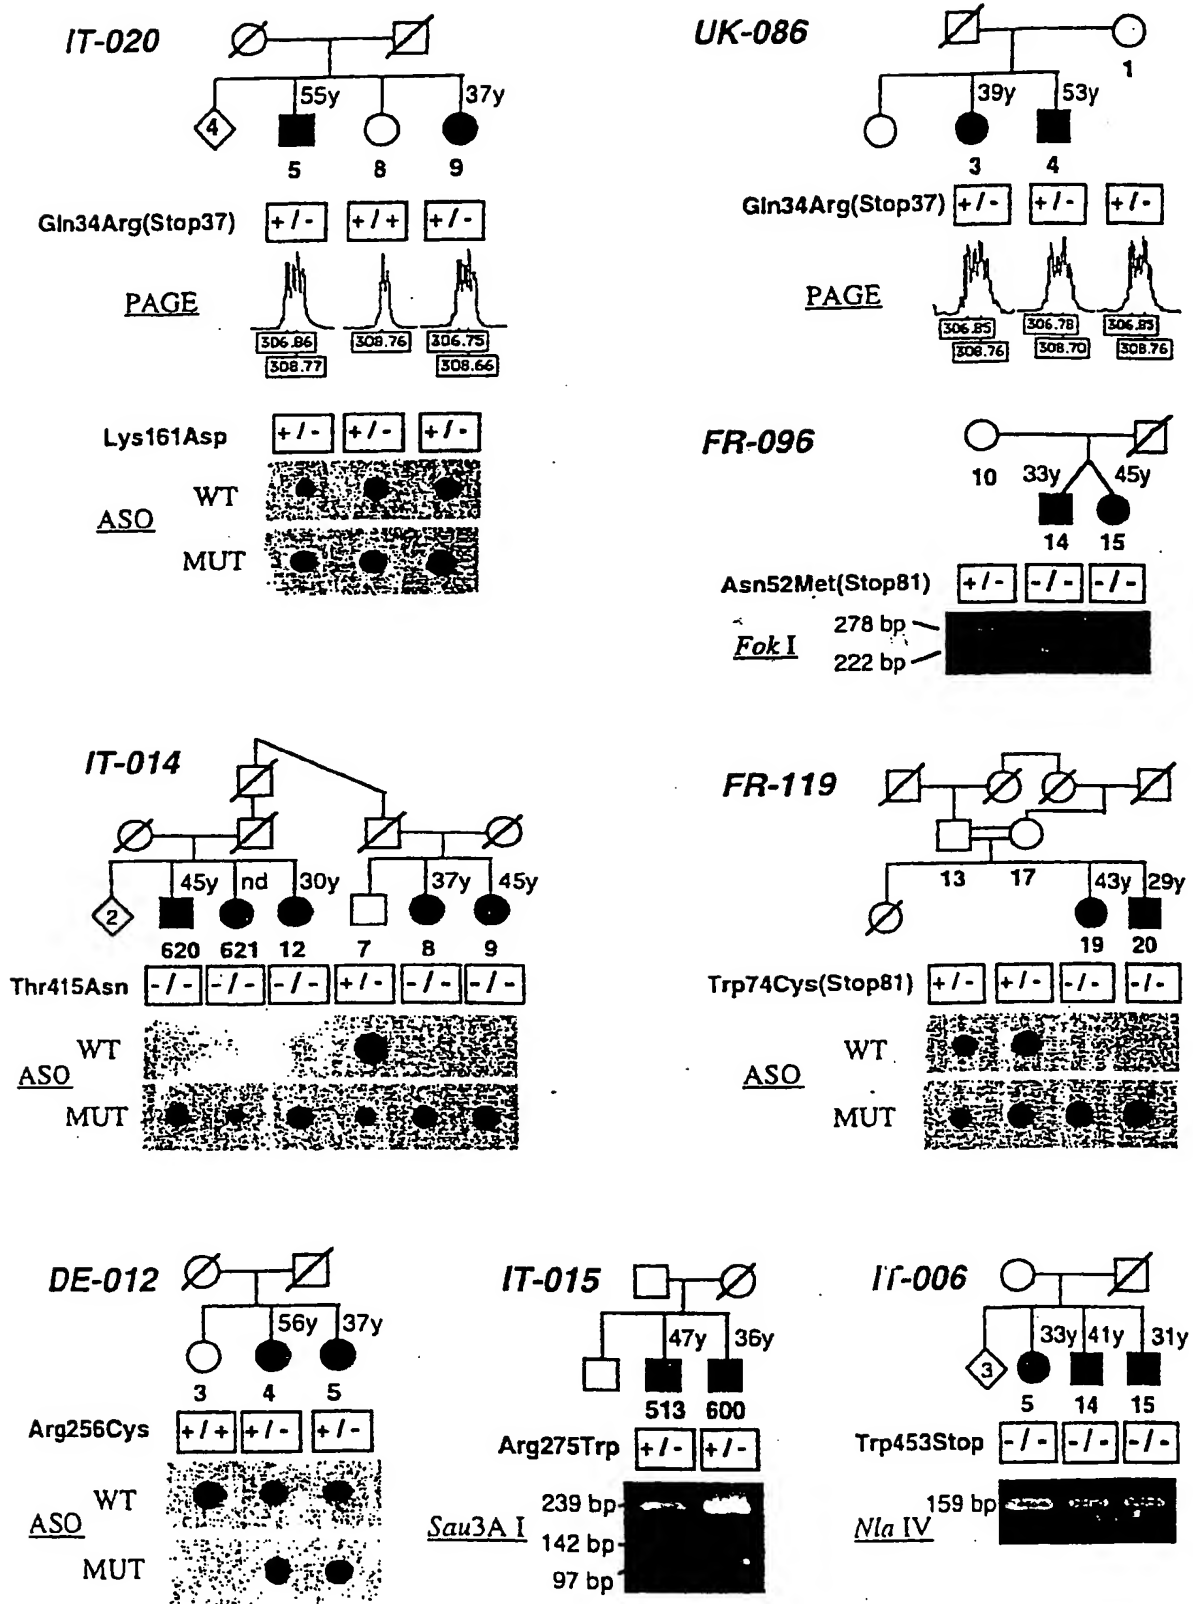 IT-020
55y 37y
4
5 8 9
Gln34Arg(Stop37) +/- +/+ +/-
PAGE
306.86 308.76 306.75
308.77 308.66
Lys161Asp +/- +/- +/-
WT
ASO
MUT
UK-086
1
39y 53y
3 4
Gln34Arg(Stop37) +/- +/- +/-
PAGE
306.85 306.78 306.83
308.76 308.70 308.76
FR-096
10 33y 45y
14 15
Asn52Met(Stop81) +/- -/- -/-
278 bp
Fok I
222 bp
IT-014
45y nd 30y 37y 45y
2
620 621 12 7 8 9
Thr415Asn -/- -/- -/- +/- -/- -/-
WT
ASO
MUT
FR-119
13 17 43y 29y
19 20
Trp74Cys(Stop81) +/- +/- -/- -/-
WT
ASO
MUT
DE-012
56y 37y
3 4 5
Arg256Cys +/+ +/- +/-
WT
ASO
MUT
IT-015
47y 36y
513 600
Arg275Trp +/- +/-
239 bp
Sau3A I
142 bp
97 bp
IT-006
33y 41y 31y
3
5 14 15
Trp453Stop -/- -/- -/-
159 bp
Nla IV